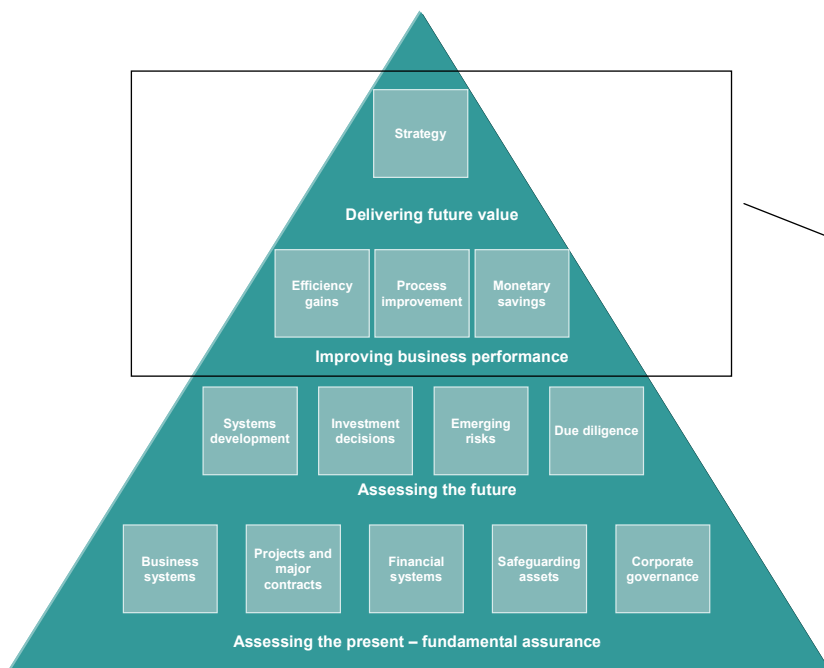 Strategy
Delivering future value
Efficiency
gains
Process
improvement
Monetary
savings
Improving business performance
Systems
development
Investment
decisions
Emerging
risks
Due diligence
Assessing the future
Business
systems
Projects and
major
contracts
Financial
systems
Safeguarding
assets
Corporate
governance
Assessing the present – fundamental assurance